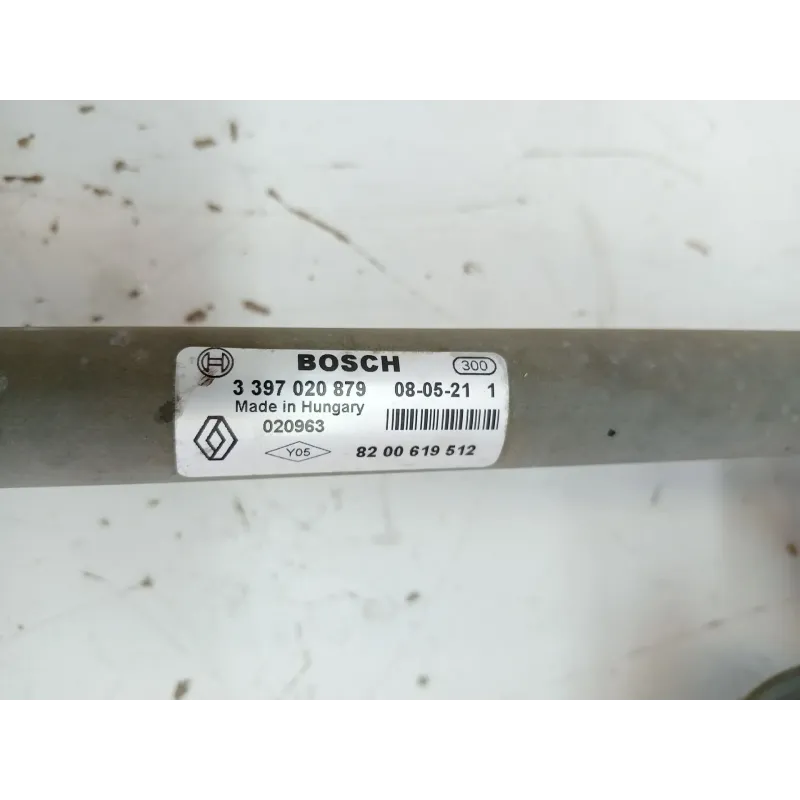 BOSCH 300
3 397 020 879 08-05-21 1
Made in Hungary
020963
Y05 82 00 619 512